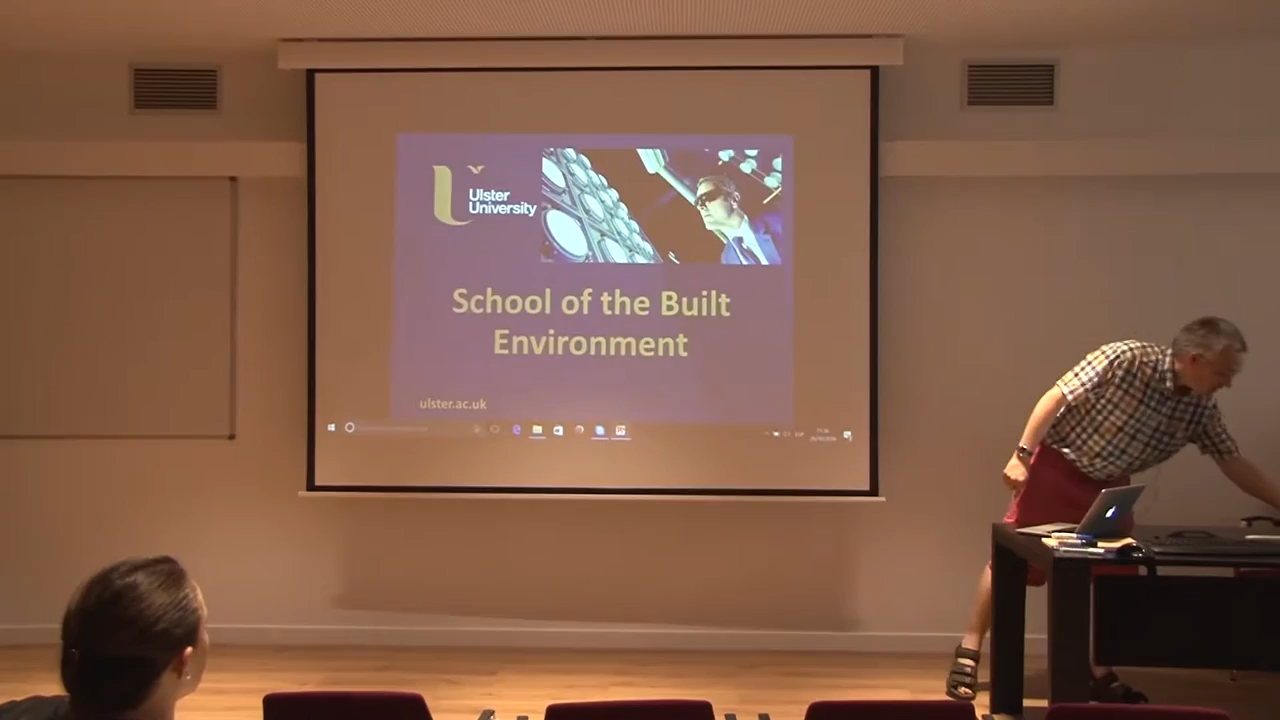 Ulster
University
School of the Built
Environment
ulster.ac.uk